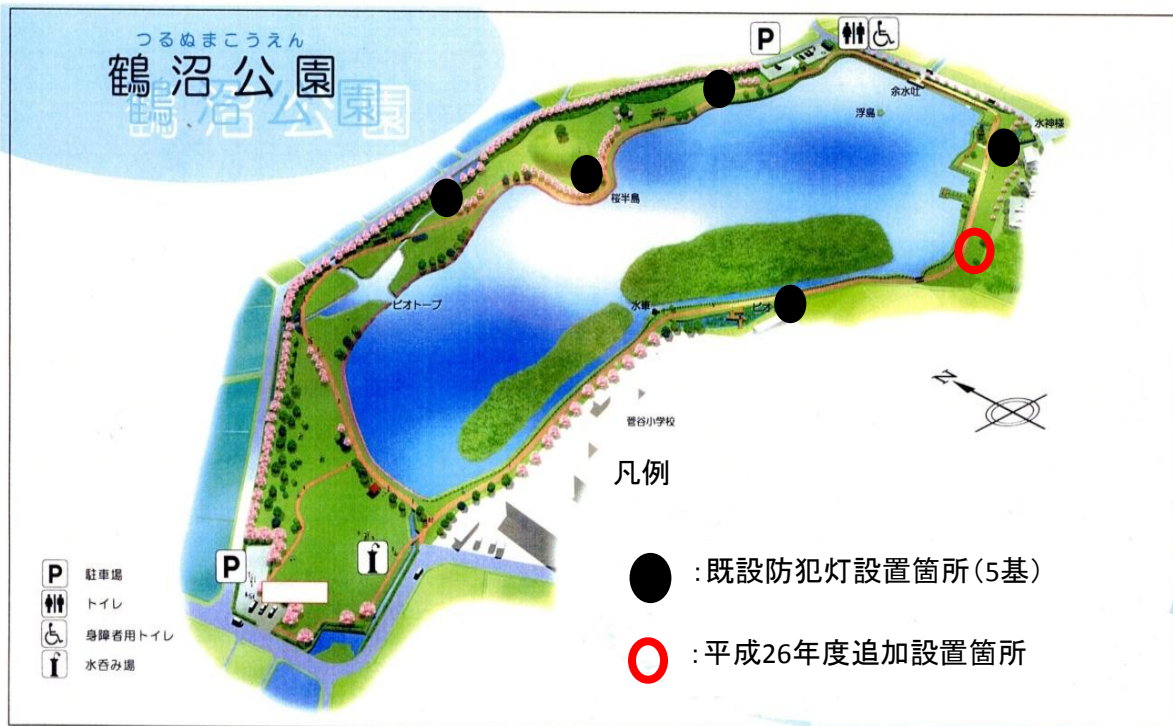 つるぬまこうえん
鶴沼公園
鶴沼公園
P
余水吐
浮島
水神様
桜半島
ビオトープ
水車
ビオ
菅谷小学校
N
凡例
P
P 駐車場
トイレ
身障者用トイレ
水呑み場
:既設防犯灯設置箇所(5基)
:平成26年度追加設置箇所